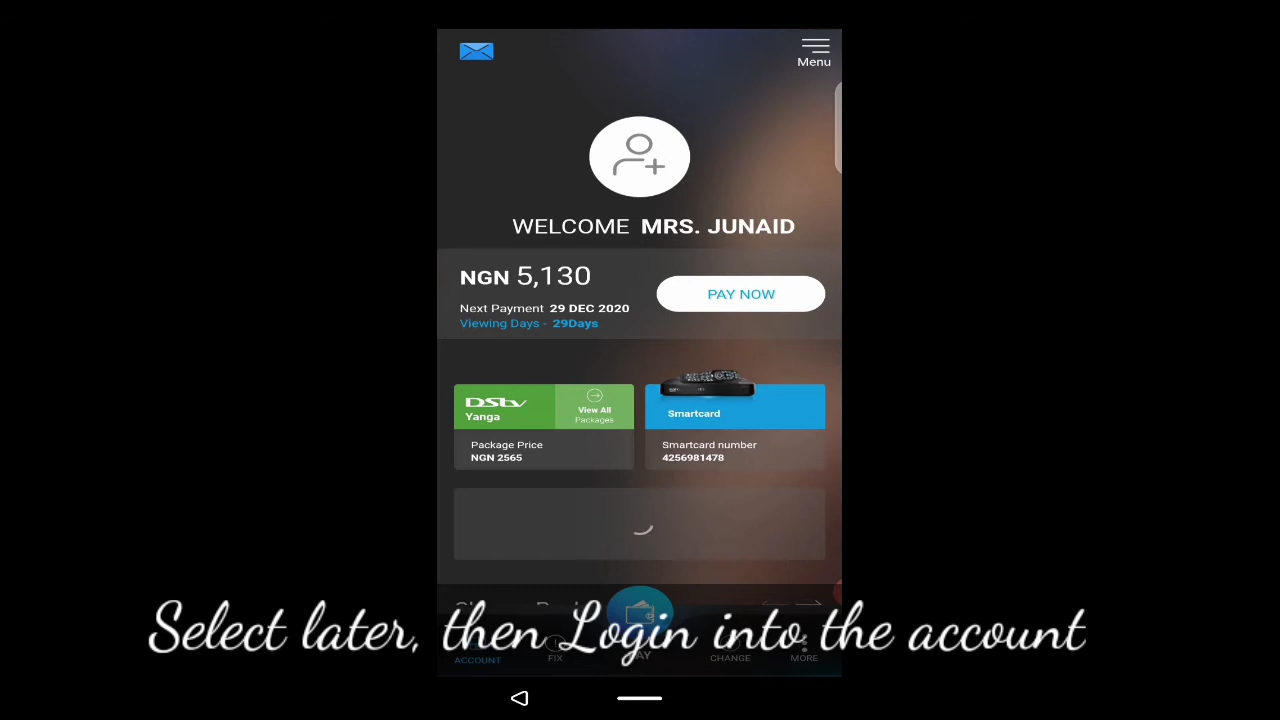 Menu
WELCOME MRS. JUNAID
NGN 5,130
PAY NOW
Next Payment 29 DEC 2020
Viewing Days - 29Days
DStv
Yanga
View All
Packages
Smartcard
Package Price
NGN 2565
Smartcard number
4256981478
Select later, then Login into the account
ACCOUNT
FIX
CHANGE
MORE